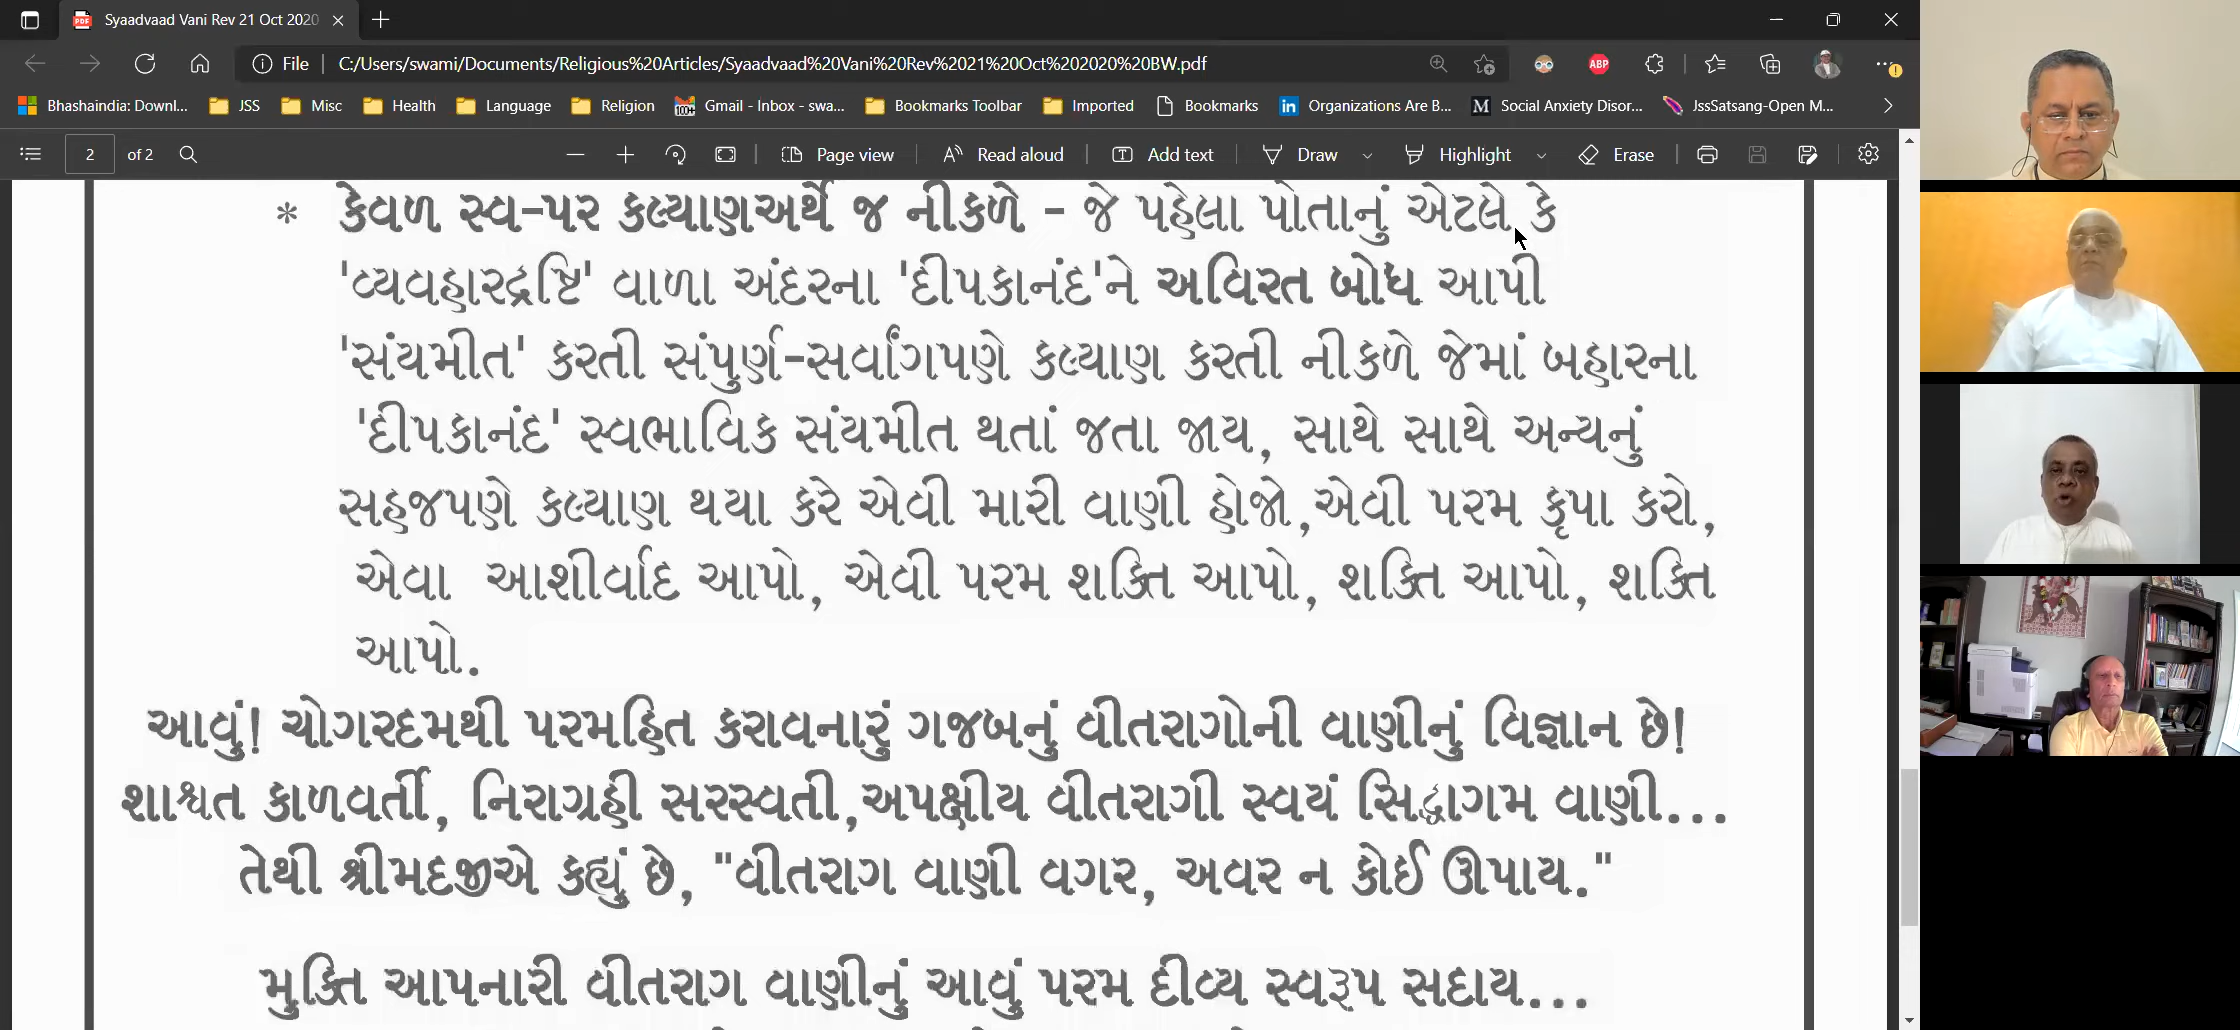 Syaadvaad Vani Rev 21 Oct 2020
File
C:/Users/swami/Documents/Religious%20Articles/Syaadvaad%20Vani%20Rev%2021%20Oct%202020%20BW.pdf
ABP
Bhashaindia: Downl... JSS Misc Health Language Religion Gmail - Inbox - swa... Bookmarks Toolbar Imported Bookmarks Organizations Are B... Social Anxiety Disor... JssSatsang-Open M...
2 of 2 Page view Read aloud Add text Draw Highlight Erase
* કેવળ સ્વ-પર કલ્યાણઅર્થે જ નીકળે - જે પહેલા પોતાનું એટલે કે
'વ્યવહારદ્રષ્ટિ' વાળા અંદરના 'દીપકાનંદ'ને અવિરત બોધ આપી
'સંયમીત' કરતી સંપુર્ણ-સર્વાંગપણે કલ્યાણ કરતી નીકળે જેમાં બહારના
'દીપકાનંદ' સ્વભાવિક સંયમીત થતાં જતા જાય, સાથે સાથે અન્યનું
સહજપણે કલ્યાણ થયા કરે એવી મારી વાણી હોજો,એવી પરમ કૃપા કરો,
એવા આશીર્વાદ આપો, એવી પરમ શક્તિ આપો, શક્તિ આપો, શક્તિ
આપો.
આવું! ચોગરદમથી પરમહિત કરાવનારું ગજબનું વીતરાગોની વાણીનું વિજ્ઞાન છે!
શાશ્વત કાળવર્તી, નિરાગ્રહી સરસ્વતી,અપક્ષીય વીતરાગી સ્વયં સિદ્ધાગમ વાણી...
તેથી શ્રીમદજીએ કહ્યું છે, "વીતરાગ વાણી વગર, અવર ન કોઈ ઊપાય."
મુક્તિ આપનારી વીતરાગ વાણીનું આવું પરમ દીવ્ય સ્વરૂપ સદાય...